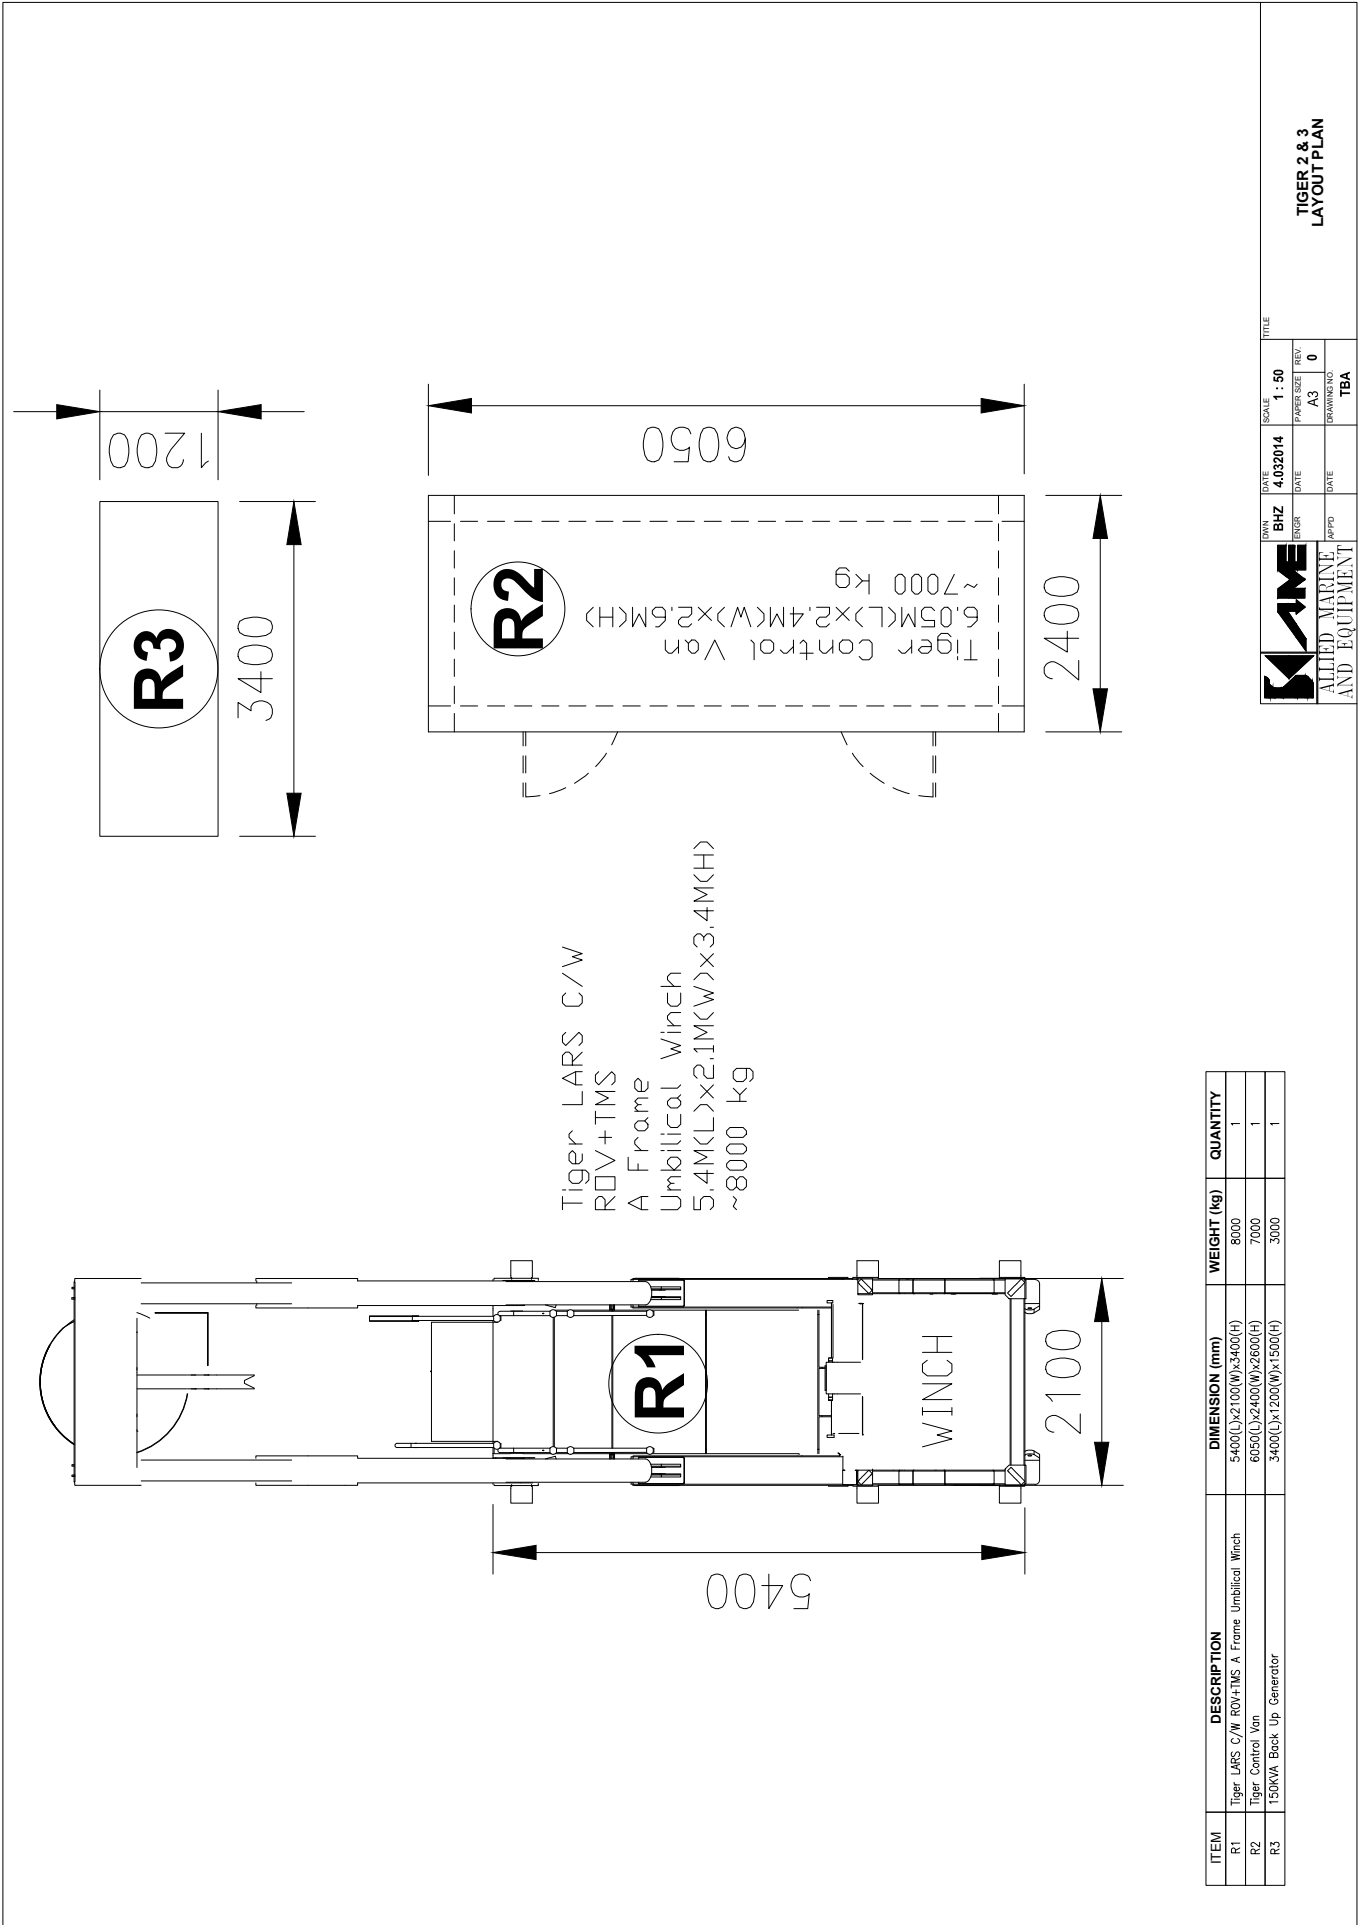 R3
3400
1200
R2
Tiger Control Van
6.05M(L)x2.4M(W)x2.6M(H)
~7000 kg
6050
2400
Tiger LARS C/W
ROV+TMS
A Frame
Umbilical Winch
5.4M(L)x2.1M(W)x3.4M(H)
~8000 kg
R1
WINCH
2100
5400
ITEM DESCRIPTION DIMENSION (mm) WEIGHT (kg) QUANTITY
R1 Tiger LARS C/W ROV+TMS A Frame Umbilical Winch 5400(L)x2100(W)x3400(H) 8000 1
R2 Tiger Control Van 6050(L)x2400(W)x2600(H) 7000 1
R3 150KVA Back Up Generator 3400(L)x1200(W)x1500(H) 3000 1
AME
ALLIED MARINE
AND EQUIPMENT
DWN DATE SCALE TITLE
BHZ 4.032014 1 : 50
ENGR DATE PAPER SIZE REV.
A3 0
APP'D DATE DRAWING NO.
TBA
TIGER 2 & 3
LAYOUT PLAN